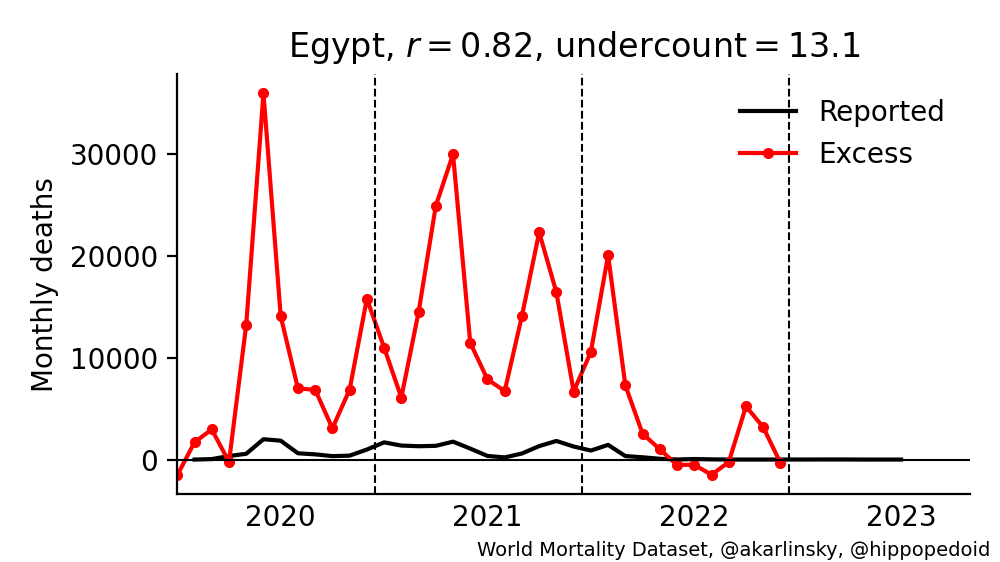 Egypt, r = 0.82, undercount = 13.1
Reported
Excess
Monthly deaths
30000
20000
10000
0
2020 2021 2022 2023
World Mortality Dataset, @akarlinsky, @hippopedoid